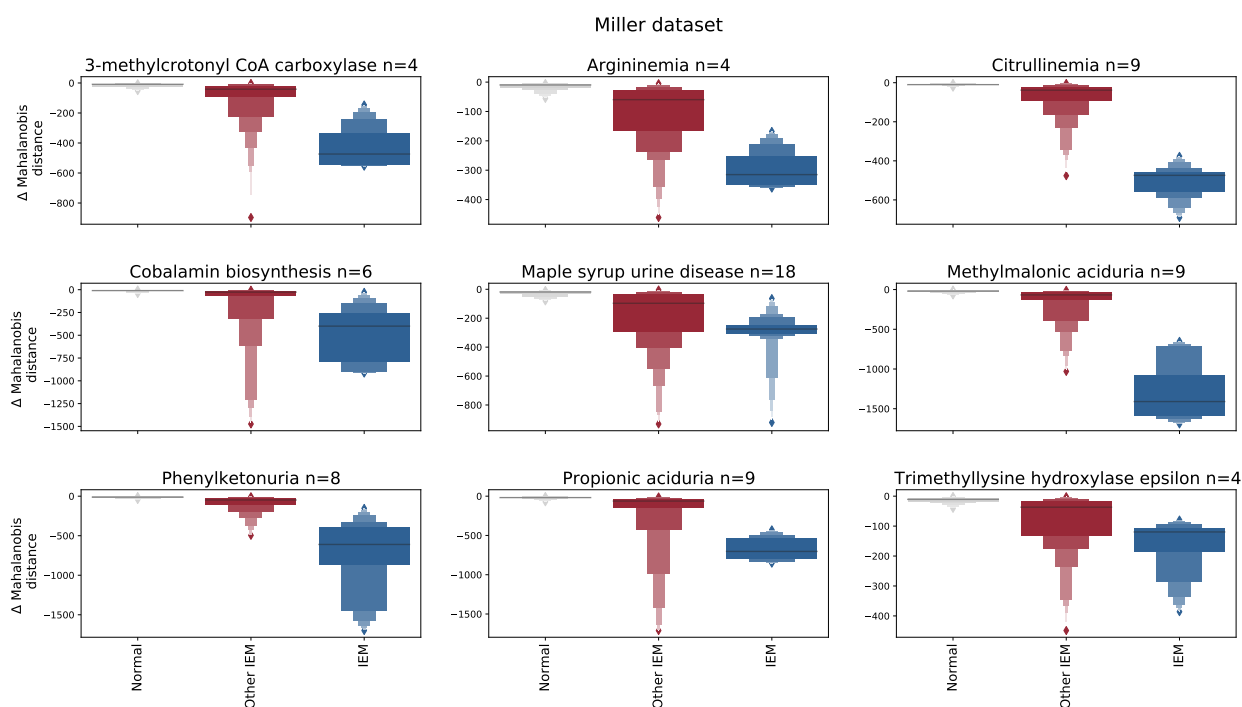 Miller dataset
3-methylcrotonyl CoA carboxylase n=4
Argininemia n=4
Citrullinemia n=9
Δ Mahalanobis
distance
0
−200
−400
−600
−800
0
−100
−200
−300
−400
0
−200
−400
−600
Cobalamin biosynthesis n=6
Maple syrup urine disease n=18
Methylmalonic aciduria n=9
Δ Mahalanobis
distance
0
−250
−500
−750
−1000
−1250
−1500
0
−200
−400
−600
−800
0
−500
−1000
−1500
Phenylketonuria n=8
Propionic aciduria n=9
Trimethyllysine hydroxylase epsilon n=4
Δ Mahalanobis
distance
0
−500
−1000
−1500
0
−500
−1000
−1500
0
−100
−200
−300
−400
Normal
Other IEM
IEM
Normal
Other IEM
IEM
Normal
Other IEM
IEM